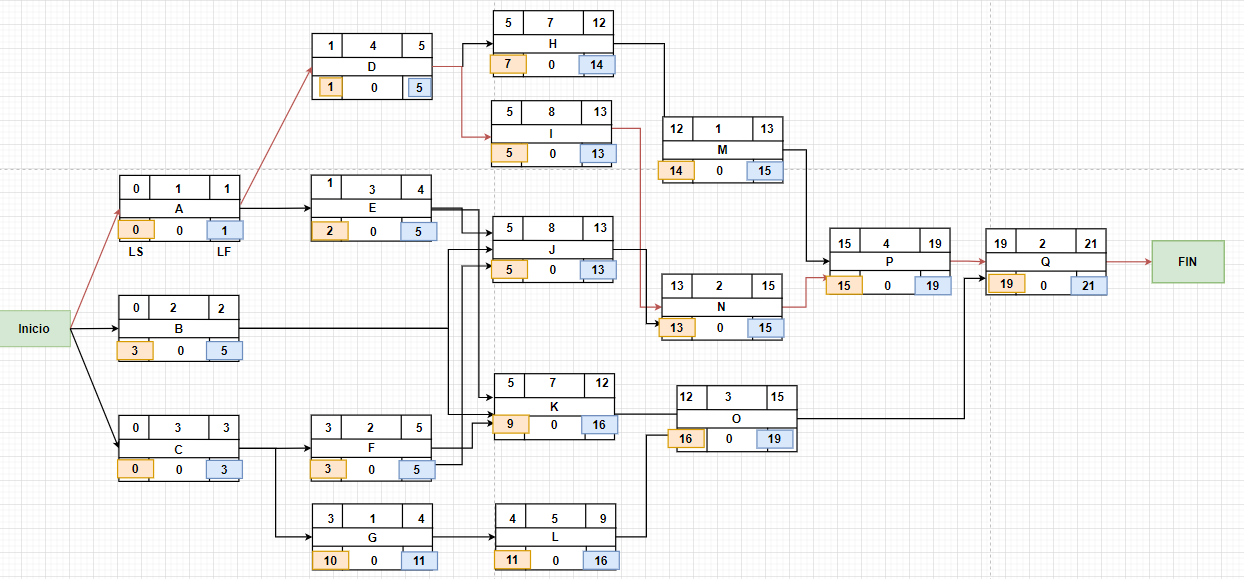 5 7 12
H
7 0 14
1 4 5
D
1 0 5
5 8 13
I
5 0 13
12 1 13
M
14 0 15
0 1 1
A
0 0 1
LS LF
1 3 4
E
2 0 5
5 8 13
J
5 0 13
15 4 19
P
15 0 19
19 2 21
Q
19 0 21
FIN
13 2 15
N
13 0 15
Inicio
0 2 2
B
3 0 5
5 7 12
K
9 0 16
12 3 15
O
16 0 19
0 3 3
C
0 0 3
3 2 5
F
3 0 5
3 1 4
G
10 0 11
4 5 9
L
11 0 16